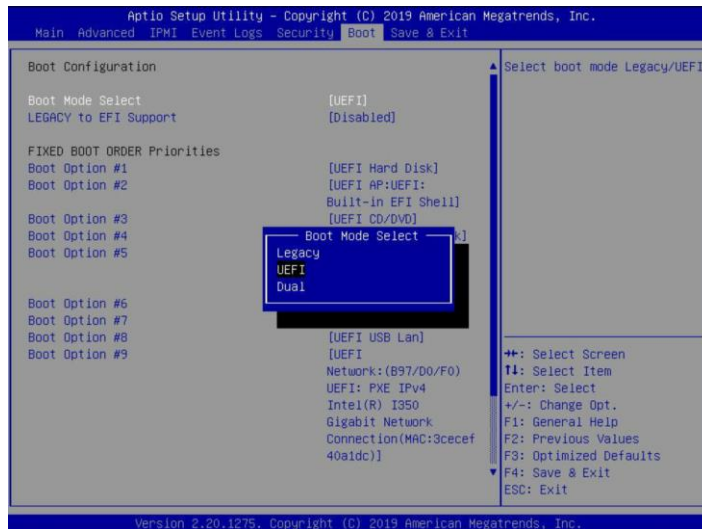 Aptio Setup Utility – Copyright (C) 2019 American Megatrends, Inc.
Main Advanced IPMI Event Logs Security Boot Save & Exit
Boot Configuration
Boot Mode Select [UEFI]
LEGACY to EFI Support [Disabled]
FIXED BOOT ORDER Priorities
Boot Option #1 [UEFI Hard Disk]
Boot Option #2 [UEFI AP:UEFI:
Built-in EFI Shell]
Boot Option #3 [UEFI CD/DVD]
Boot Option #4 k]
Boot Option #5
Boot Option #6
Boot Option #7
Boot Option #8 [UEFI USB Lan]
Boot Option #9 [UEFI
Network:(B97/D0/F0)
UEFI: PXE IPv4
Intel(R) I350
Gigabit Network
Connection(MAC:3cecef
40a1dc)]
Boot Mode Select
Legacy
UEFI
Dual
Select boot mode Legacy/UEFI
→←: Select Screen
↑↓: Select Item
Enter: Select
+/-: Change Opt.
F1: General Help
F2: Previous Values
F3: Optimized Defaults
F4: Save & Exit
ESC: Exit
Version 2.20.1275. Copyright (C) 2019 American Megatrends, Inc.